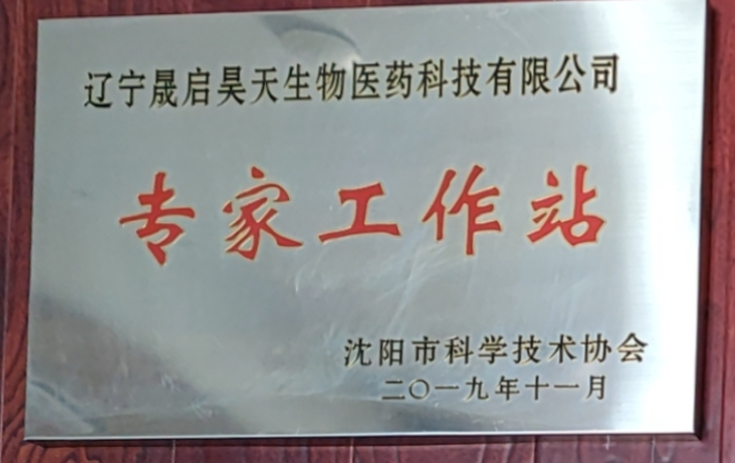 辽宁晟启昊天生物医药科技有限公司
专家工作站
沈阳市科学技术协会
二〇一九年十一月